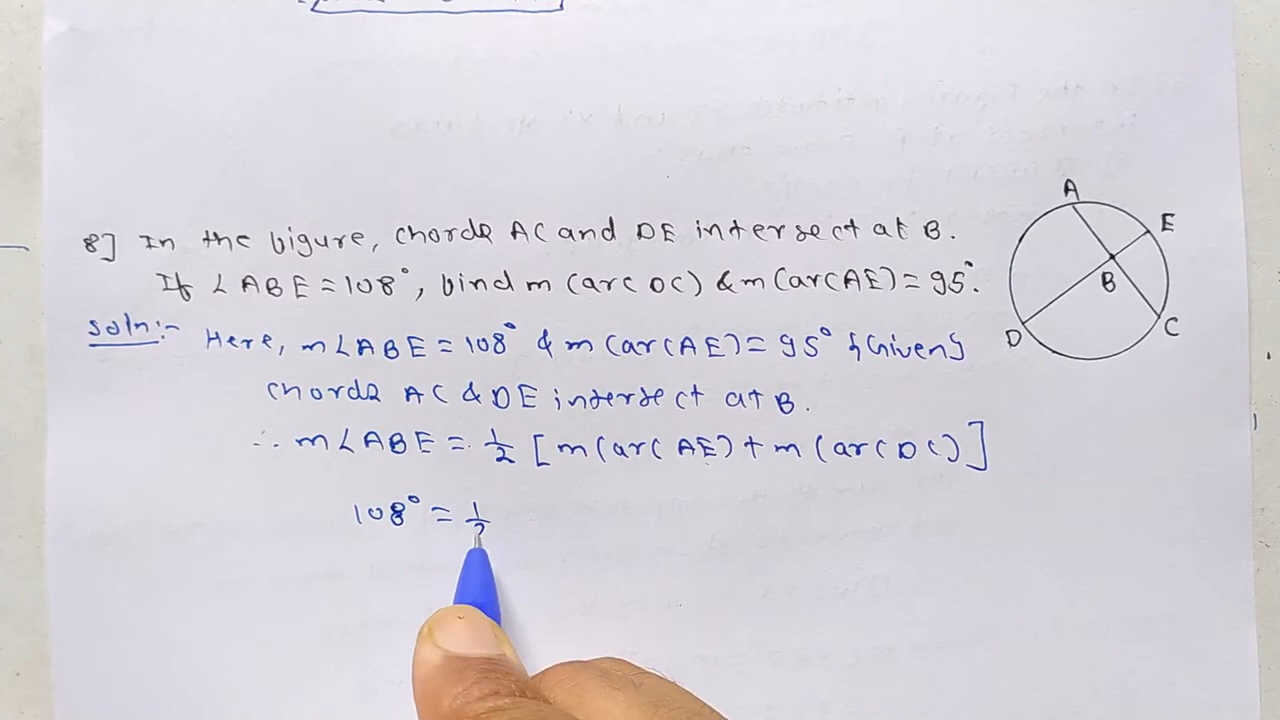 8] In the figure, chords AC and DE intersect at B.
If ∠ABE = 108°, find m (arc DC) & m(arc AE) = 95°.
Soln:-
Here, m∠ABE = 108° & m(arc AE) = 95° {Given}
chords AC & DE intersect at B.
∴ m∠ABE = 1/2 [m(arc AE) + m(arc DC)]
108° = 1/2
A
E
B
D
C